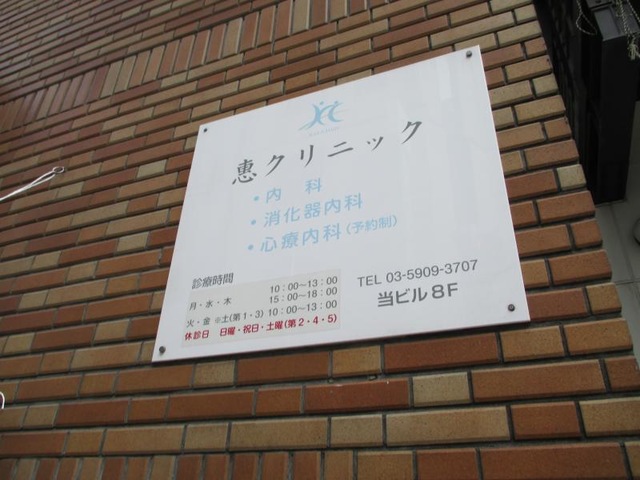 惠クリニック
・内　科
・消化器内科
・心療内科(予約制)
診療時間
月・水・木 10:00〜13:00
15:00〜18:00
火・金 ※土(第1・3) 10:00〜13:00
休診日 日曜・祝日・土曜(第2・4・5)
TEL 03-5909-3707
当ビル8F